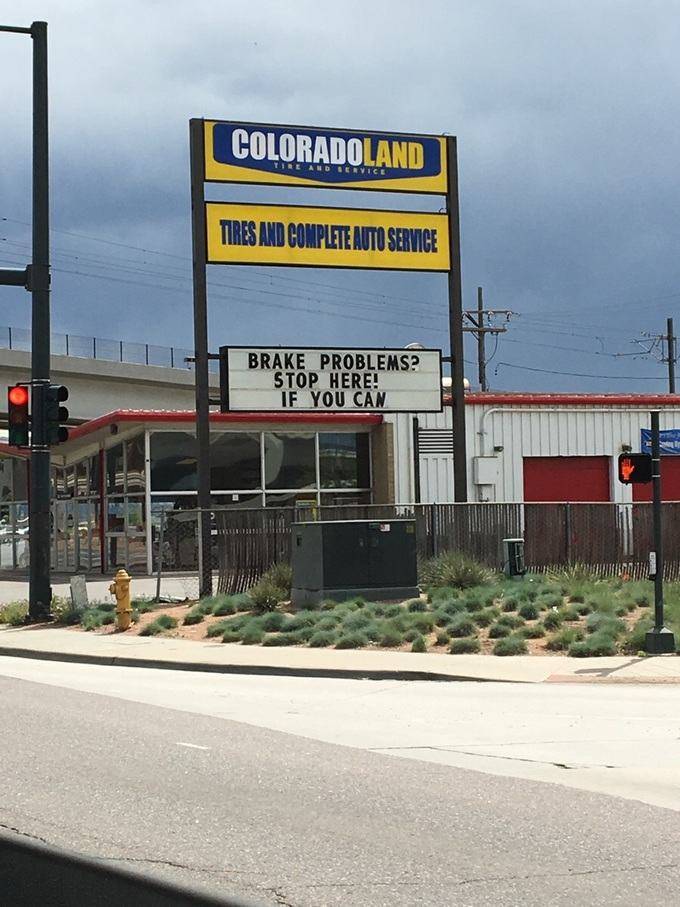 COLORADOLAND
TIRE AND SERVICE
TIRES AND COMPLETE AUTO SERVICE
BRAKE PROBLEMS?
STOP HERE!
IF YOU CAN